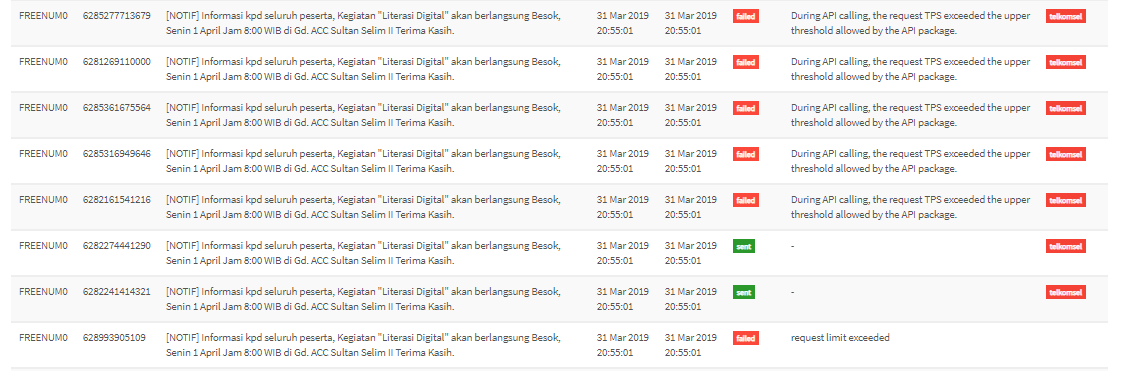 FREENUM0 6285277713679 [NOTIF] Informasi kpd seluruh peserta, Kegiatan "Literasi Digital" akan berlangsung Besok, 31 Mar 2019 31 Mar 2019 failed During API calling, the request TPS exceeded the upper telkomsel
Senin 1 April Jam 8:00 WIB di Gd. ACC Sultan Selim II Terima Kasih. 20:55:01 20:55:01 threshold allowed by the API package.
FREENUM0 6281269110000 [NOTIF] Informasi kpd seluruh peserta, Kegiatan "Literasi Digital" akan berlangsung Besok, 31 Mar 2019 31 Mar 2019 failed During API calling, the request TPS exceeded the upper telkomsel
Senin 1 April Jam 8:00 WIB di Gd. ACC Sultan Selim II Terima Kasih. 20:55:01 20:55:01 threshold allowed by the API package.
FREENUM0 6285361675564 [NOTIF] Informasi kpd seluruh peserta, Kegiatan "Literasi Digital" akan berlangsung Besok, 31 Mar 2019 31 Mar 2019 failed During API calling, the request TPS exceeded the upper telkomsel
Senin 1 April Jam 8:00 WIB di Gd. ACC Sultan Selim II Terima Kasih. 20:55:01 20:55:01 threshold allowed by the API package.
FREENUM0 6285316949646 [NOTIF] Informasi kpd seluruh peserta, Kegiatan "Literasi Digital" akan berlangsung Besok, 31 Mar 2019 31 Mar 2019 failed During API calling, the request TPS exceeded the upper telkomsel
Senin 1 April Jam 8:00 WIB di Gd. ACC Sultan Selim II Terima Kasih. 20:55:01 20:55:01 threshold allowed by the API package.
FREENUM0 6282161541216 [NOTIF] Informasi kpd seluruh peserta, Kegiatan "Literasi Digital" akan berlangsung Besok, 31 Mar 2019 31 Mar 2019 failed During API calling, the request TPS exceeded the upper telkomsel
Senin 1 April Jam 8:00 WIB di Gd. ACC Sultan Selim II Terima Kasih. 20:55:01 20:55:01 threshold allowed by the API package.
FREENUM0 6282274441290 [NOTIF] Informasi kpd seluruh peserta, Kegiatan "Literasi Digital" akan berlangsung Besok, 31 Mar 2019 31 Mar 2019 sent - telkomsel
Senin 1 April Jam 8:00 WIB di Gd. ACC Sultan Selim II Terima Kasih. 20:55:01 20:55:01
FREENUM0 6282241414321 [NOTIF] Informasi kpd seluruh peserta, Kegiatan "Literasi Digital" akan berlangsung Besok, 31 Mar 2019 31 Mar 2019 sent - telkomsel
Senin 1 April Jam 8:00 WIB di Gd. ACC Sultan Selim II Terima Kasih. 20:55:01 20:55:01
FREENUM0 628993905109 [NOTIF] Informasi kpd seluruh peserta, Kegiatan "Literasi Digital" akan berlangsung Besok, 31 Mar 2019 31 Mar 2019 failed request limit exceeded
Senin 1 April Jam 8:00 WIB di Gd. ACC Sultan Selim II Terima Kasih. 20:55:01 20:55:01